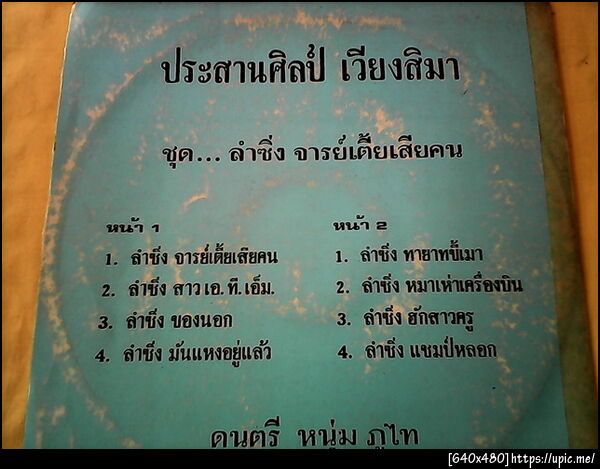 ประสานศิลป์ เวียงสิมา
ชุด... ลำซิ่ง จารย์เตี้ยเสียคน
หน้า 1
1. ลำซิ่ง จารย์เตี้ยเสียคน
2. ลำซิ่ง สาว เอ. ที. เอ็ม.
3. ลำซิ่ง ของนอก
4. ลำซิ่ง มันแหงอยู่แล้ว
หน้า 2
1. ลำซิ่ง ทายาทขี้เมา
2. ลำซิ่ง หมาเห่าเครื่องบิน
3. ลำซิ่ง ฮักสาวครู
4. ลำซิ่ง แชมป์หลอก
ดนตรี หนุ่ม ภูไท
[640x480]https://upic.me/